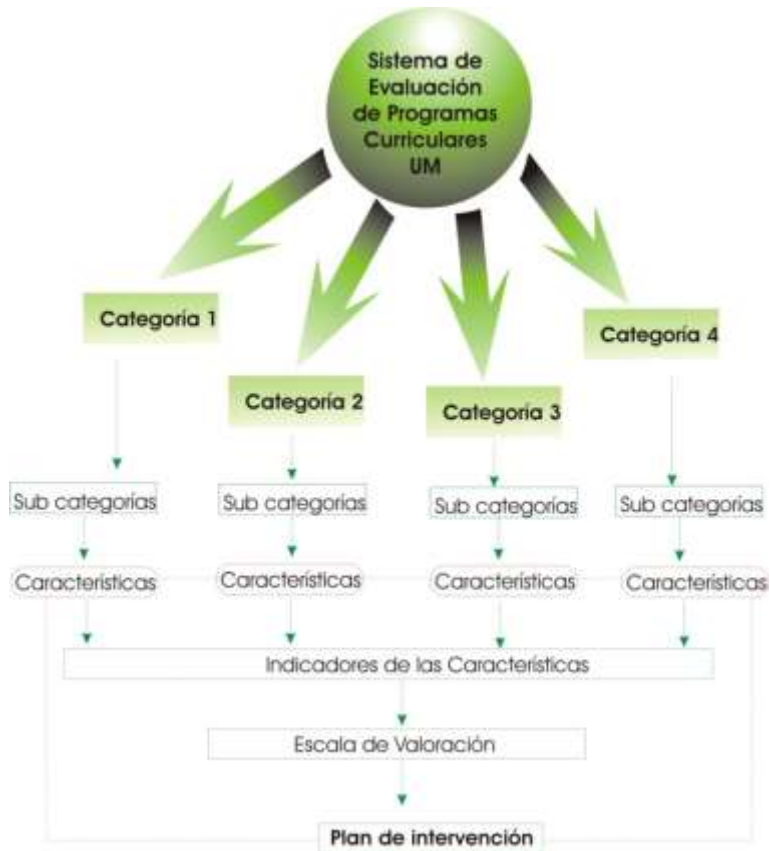 Sistema de
Evaluación
de Programas
Curriculares
UM
Categoría 1
Categoría 4
Categoría 2
Categoría 3
Sub categorías
Sub categorías
Sub categorías
Sub categorías
Características
Características
Características
Características
Indicadores de las Características
Escala de Valoración
Plan de intervención